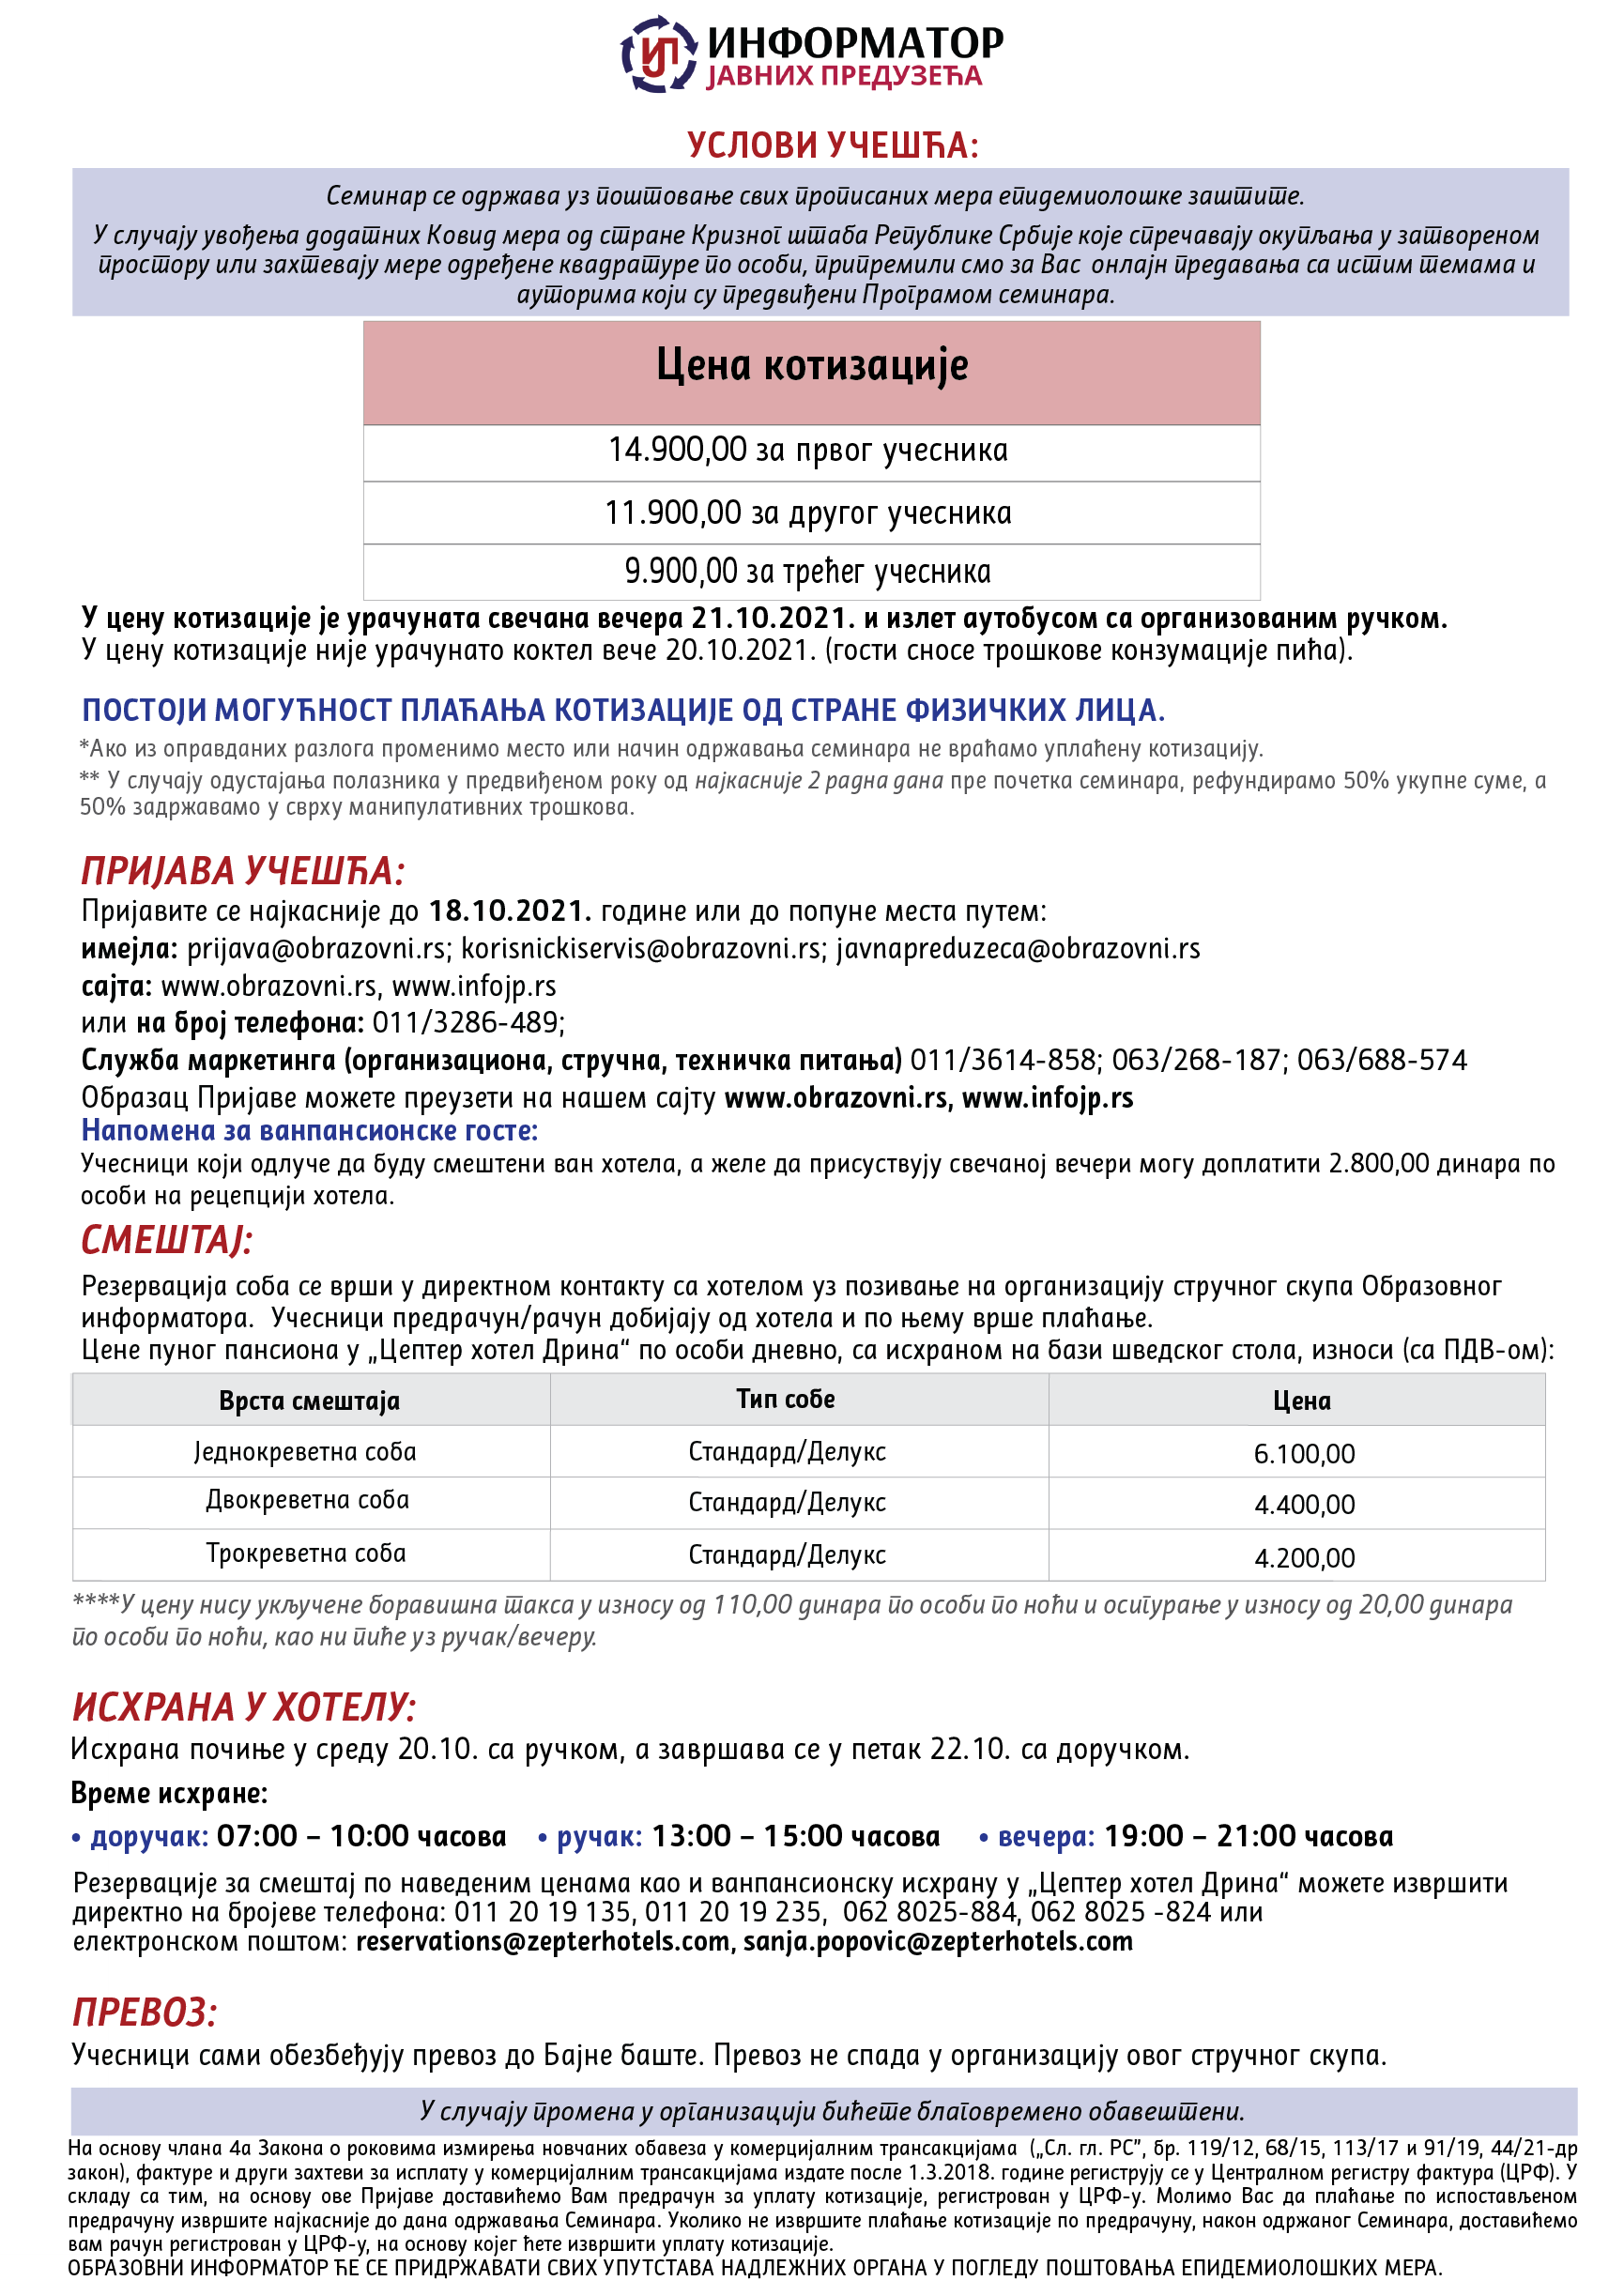 ИНФОРМАТОР
ЈАВНИХ ПРЕДУЗЕЋА
УСЛОВИ УЧЕШЋА:
Семинар се одржава уз поштовање свих прописаних мера епидемиолошке заштите.
У случају увођења додатних Ковид мера од стране Кризног штаба Републике Србије које спречавају окупљања у затвореном
простору или захтевају мере одређене квадратуре по особи, припремили смо за Вас онлајн предавања са истим темама и
ауторима који су предвиђени Програмом семинара.
Цена котизације
14.900,00 за првог учесника
11.900,00 за другог учесника
9.900,00 за трећег учесника
У цену котизације је урачуната свечана вечера 21.10.2021. и излет аутобусом са организованим ручком.
У цену котизације није урачунато коктел вече 20.10.2021. (гости сносе трошкове конзумације пића).
ПОСТОЈИ МОГУЋНОСТ ПЛАЋАЊА КОТИЗАЦИЈЕ ОД СТРАНЕ ФИЗИЧКИХ ЛИЦА.
*Ако из оправданих разлога променимо место или начин одржавања семинара не враћамо уплаћену котизацију.
** У случају одустајања полазника у предвиђеном року од најкасније 2 радна дана пре почетка семинара, рефундирамо 50% укупне суме, а
50% задржавамо у сврху манипулативних трошкова.
ПРИЈАВА УЧЕШЋА:
Пријавите се најкасније до 18.10.2021. године или до попуне места путем:
имејла: prijava@obrazovni.rs; korisnickiservis@obrazovni.rs; javnapreduzeca@obrazovni.rs
сајта: www.obrazovni.rs, www.infojp.rs
или на број телефона: 011/3286-489;
Служба маркетинга (организациона, стручна, техничка питања) 011/3614-858; 063/268-187; 063/688-574
Образац Пријаве можете преузети на нашем сајту www.obrazovni.rs, www.infojp.rs
Напомена за ванпансионске госте:
Учесници који одлуче да буду смештени ван хотела, а желе да присуствују свечаној вечери могу доплатити 2.800,00 динара по
особи на рецепцији хотела.
СМЕШТАЈ:
Резервација соба се врши у директном контакту са хотелом уз позивање на организацију стручног скупа Образовног
информатора. Учесници предрачун/рачун добијају од хотела и по њему врше плаћање.
Цене пуног пансиона у „Цептер хотел Дрина“ по особи дневно, са исхраном на бази шведског стола, износи (са ПДВ-ом):
Врста смештаја Тип собе Цена
Једнокреветна соба Стандард/Делукс 6.100,00
Двокреветна соба Стандард/Делукс 4.400,00
Трокреветна соба Стандард/Делукс 4.200,00
****У цену нису укључене боравишна такса у износу од 110,00 динара по особи по ноћи и осигурање у износу од 20,00 динара
по особи по ноћи, као ни пиће уз ручак/вечеру.
ИСХРАНА У ХОТЕЛУ:
Исхрана почиње у среду 20.10. са ручком, а завршава се у петак 22.10. са доручком.
Време исхране:
• доручак: 07:00 – 10:00 часова • ручак: 13:00 – 15:00 часова • вечера: 19:00 – 21:00 часова
Резервације за смештај по наведеним ценама као и ванпансионску исхрану у „Цептер хотел Дрина“ можете извршити
директно на бројеве телефона: 011 20 19 135, 011 20 19 235, 062 8025-884, 062 8025 -824 или
електронском поштом: reservations@zepterhotels.com, sanja.popovic@zepterhotels.com
ПРЕВОЗ:
Учесници сами обезбеђују превоз до Бајне баште. Превоз не спада у организацију овог стручног скупа.
У случају промена у организацији бићете благовремено обавештени.
На основу члана 4а Закона о роковима измирења новчаних обавеза у комерцијалним трансакцијама („Сл. гл. РС”, бр. 119/12, 68/15, 113/17 и 91/19, 44/21-др
закон), фактуре и други захтеви за исплату у комерцијалним трансакцијама издате после 1.3.2018. године региструју се у Централном регистру фактура (ЦРФ). У
складу са тим, на основу ове Пријаве доставићемо Вам предрачун за уплату котизације, регистрован у ЦРФ-у. Молимо Вас да плаћање по испостављеном
предрачуну извршите најкасније до дана одржавања Семинара. Уколико не извршите плаћање котизације по предрачуну, након одржаног Семинара, доставићемо
вам рачун регистрован у ЦРФ-у, на основу којег ћете извршити уплату котизације.
ОБРАЗОВНИ ИНФОРМАТОР ЋЕ СЕ ПРИДРЖАВАТИ СВИХ УПУТСТАВА НАДЛЕЖНИХ ОРГАНА У ПОГЛЕДУ ПОШТОВАЊА ЕПИДЕМИОЛОШКИХ МЕРА.